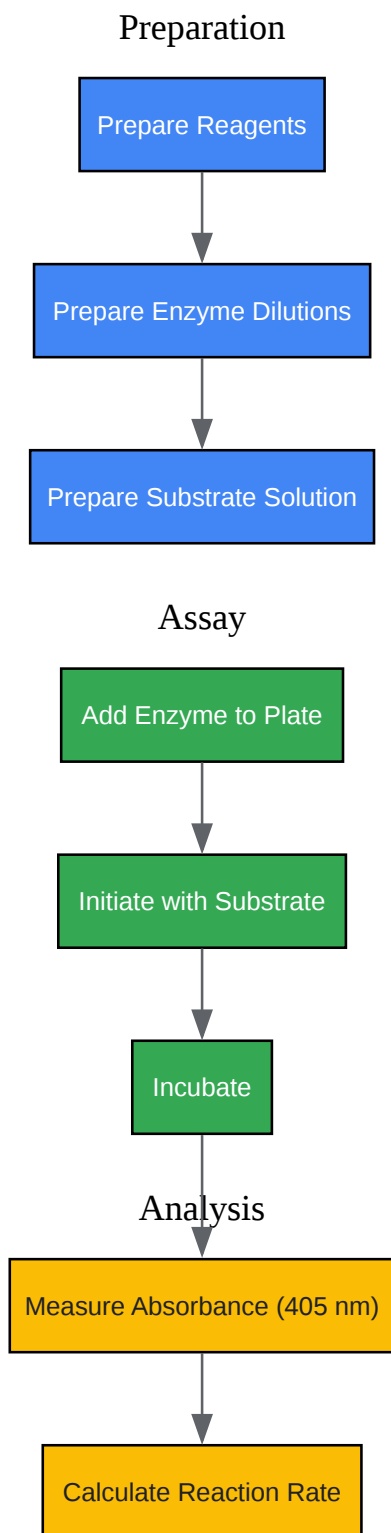 Preparation
Prepare Reagents
Prepare Enzyme Dilutions
Prepare Substrate Solution
Assay
Add Enzyme to Plate
Initiate with Substrate
Incubate
Analysis
Measure Absorbance (405 nm)
Calculate Reaction Rate